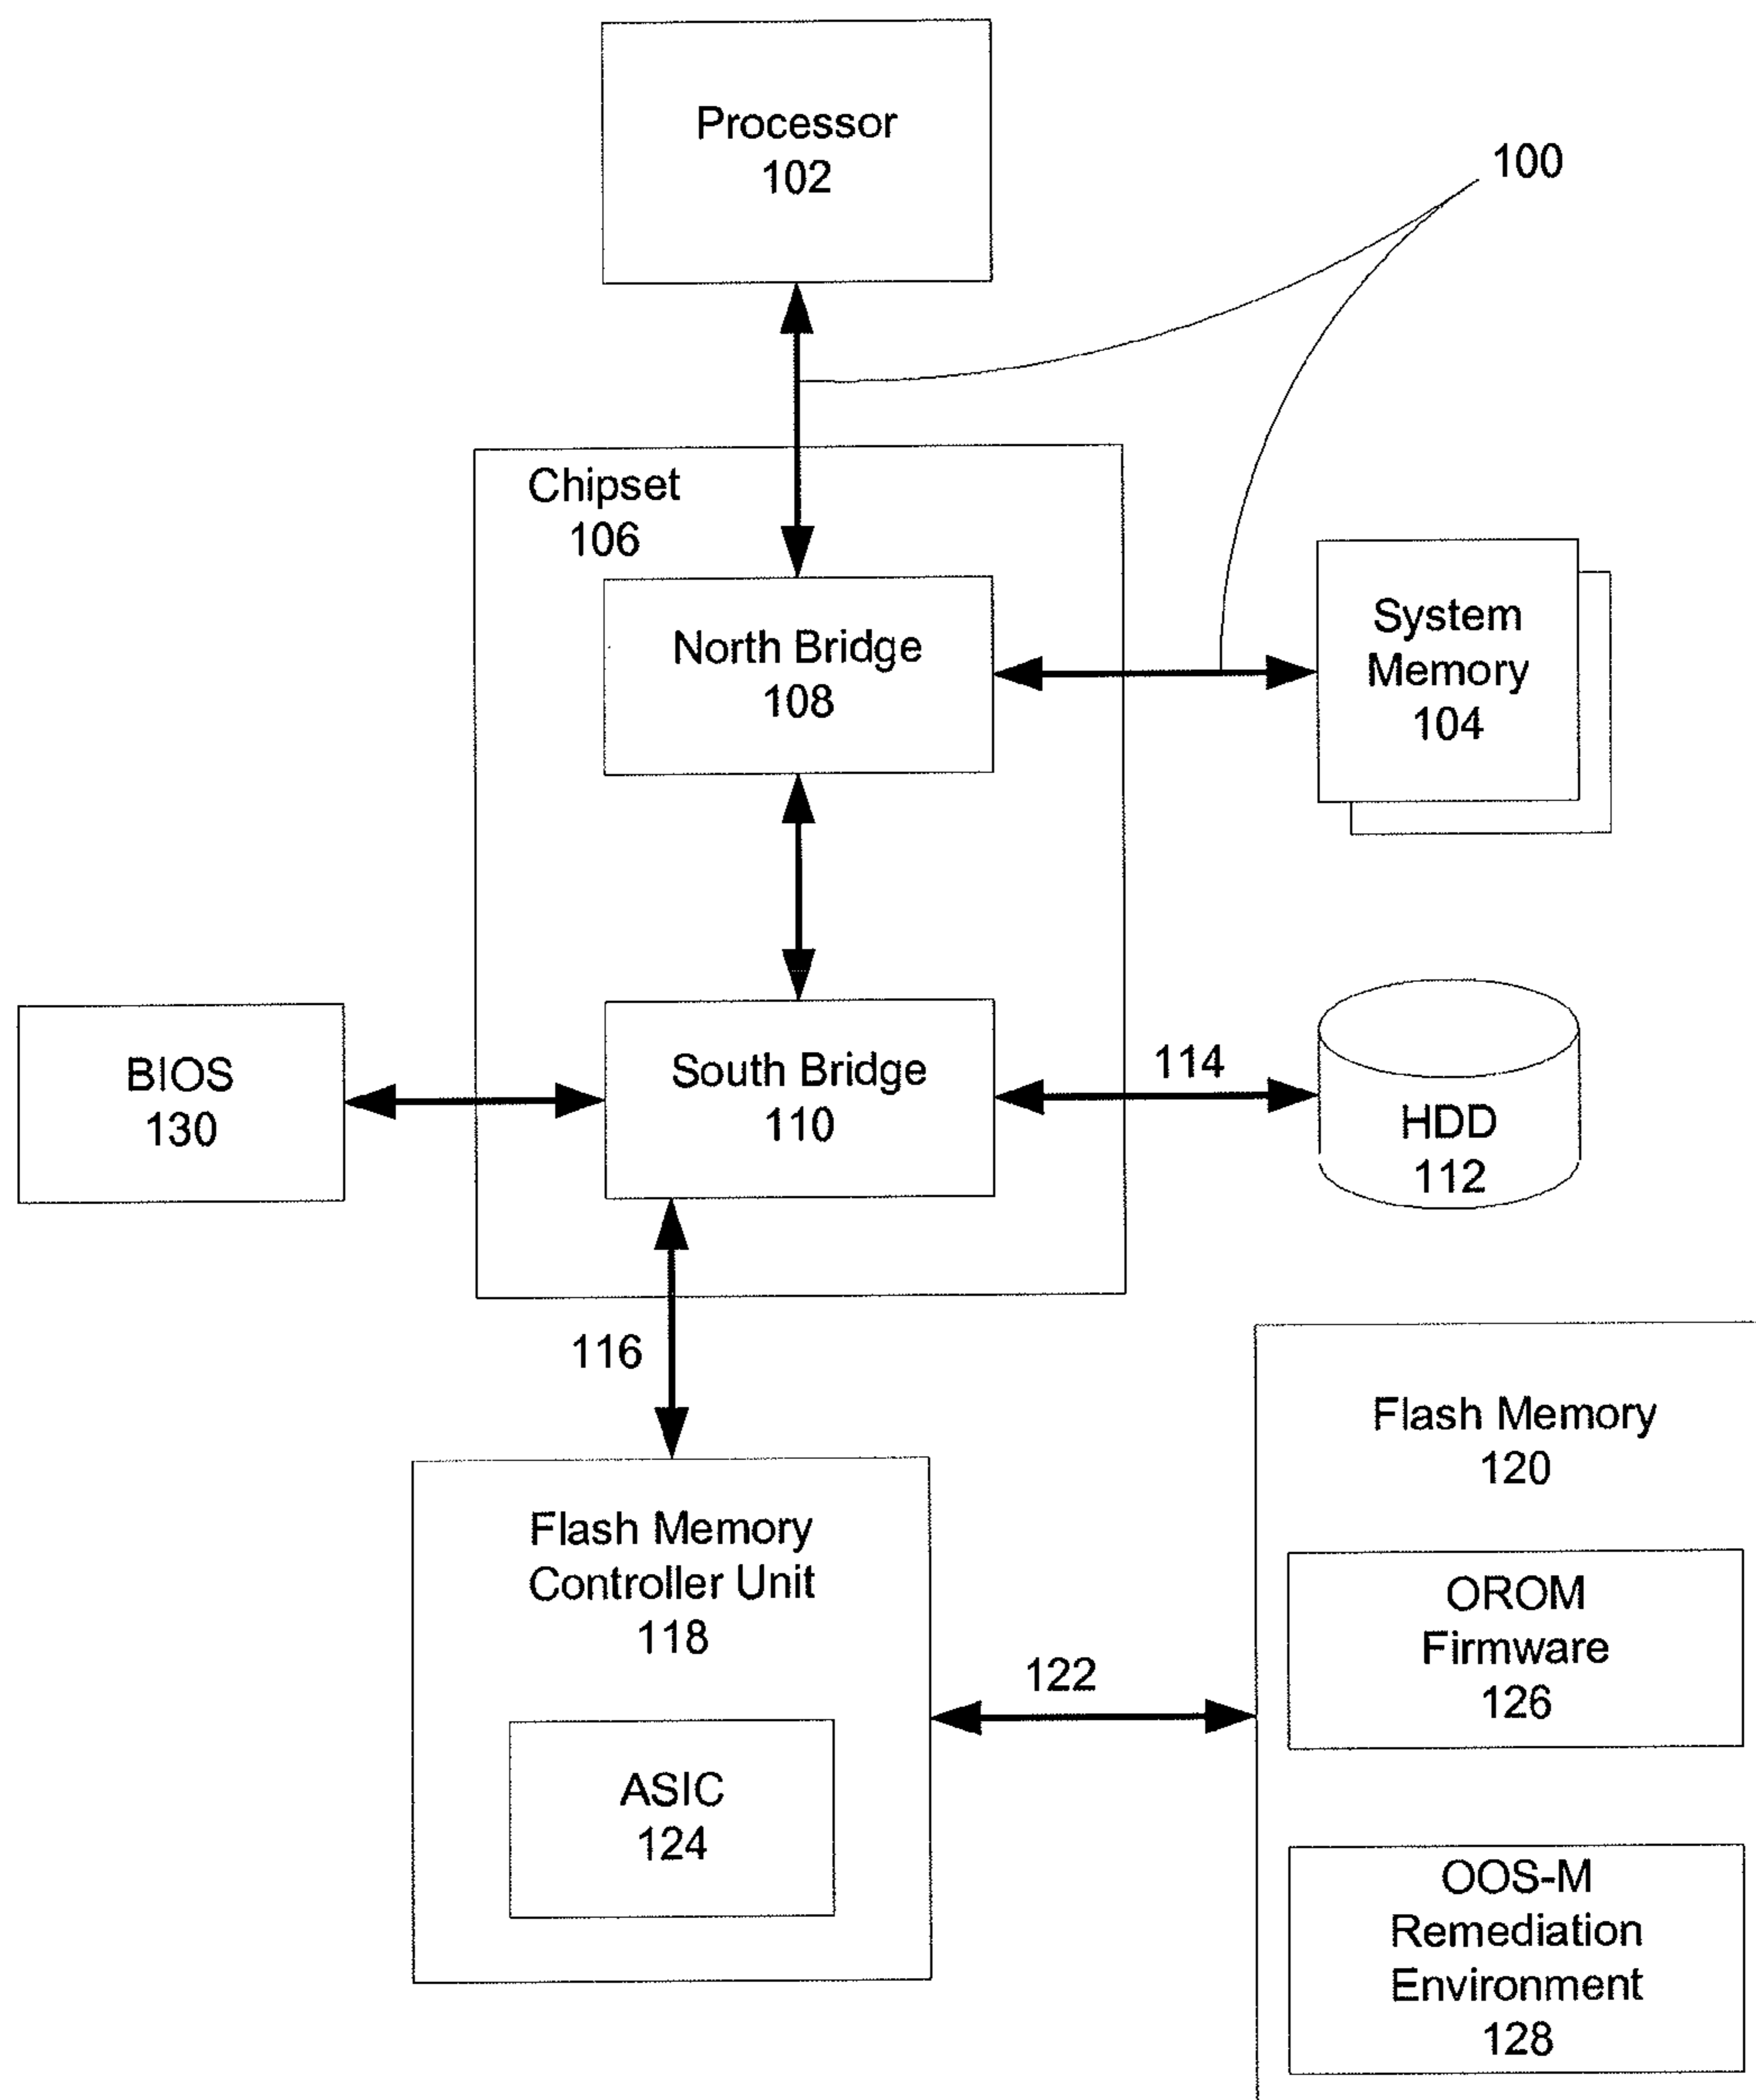 Processor
102
100
Chipset
106
North Bridge
108
System
Memory
104
BIOS
130
South Bridge
110
114
HDD
112
116
Flash Memory
120
Flash Memory
Controller Unit
118
122
OROM
Firmware
126
ASIC
124
OOS-M
Remediation
Environment
128